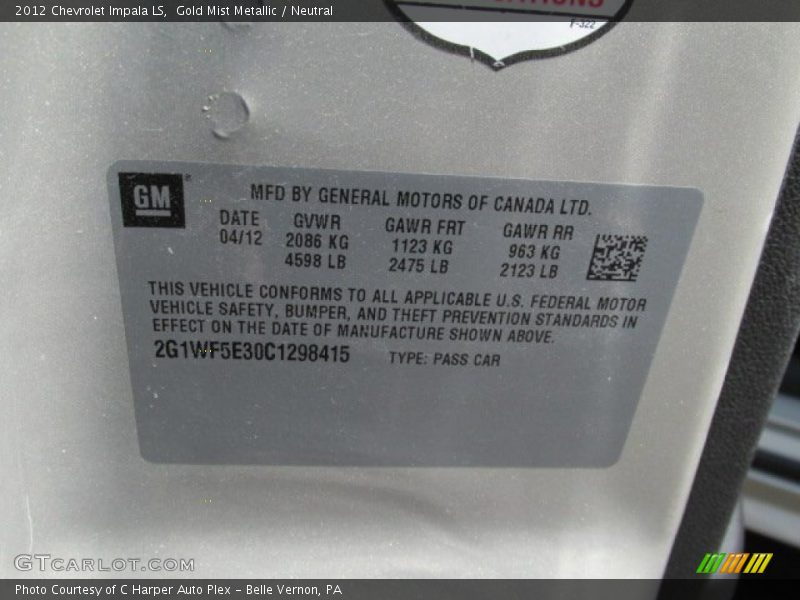 2012 Chevrolet Impala LS, Gold Mist Metallic / Neutral
F-322
GM
MFD BY GENERAL MOTORS OF CANADA LTD.
DATE GVWR GAWR FRT GAWR RR
04/12 2086 KG 1123 KG 963 KG
4598 LB 2475 LB 2123 LB
THIS VEHICLE CONFORMS TO ALL APPLICABLE U.S. FEDERAL MOTOR
VEHICLE SAFETY, BUMPER, AND THEFT PREVENTION STANDARDS IN
EFFECT ON THE DATE OF MANUFACTURE SHOWN ABOVE.
2G1WF5E30C1298415 TYPE: PASS CAR
GTCARLOT.COM
Photo Courtesy of C Harper Auto Plex - Belle Vernon, PA